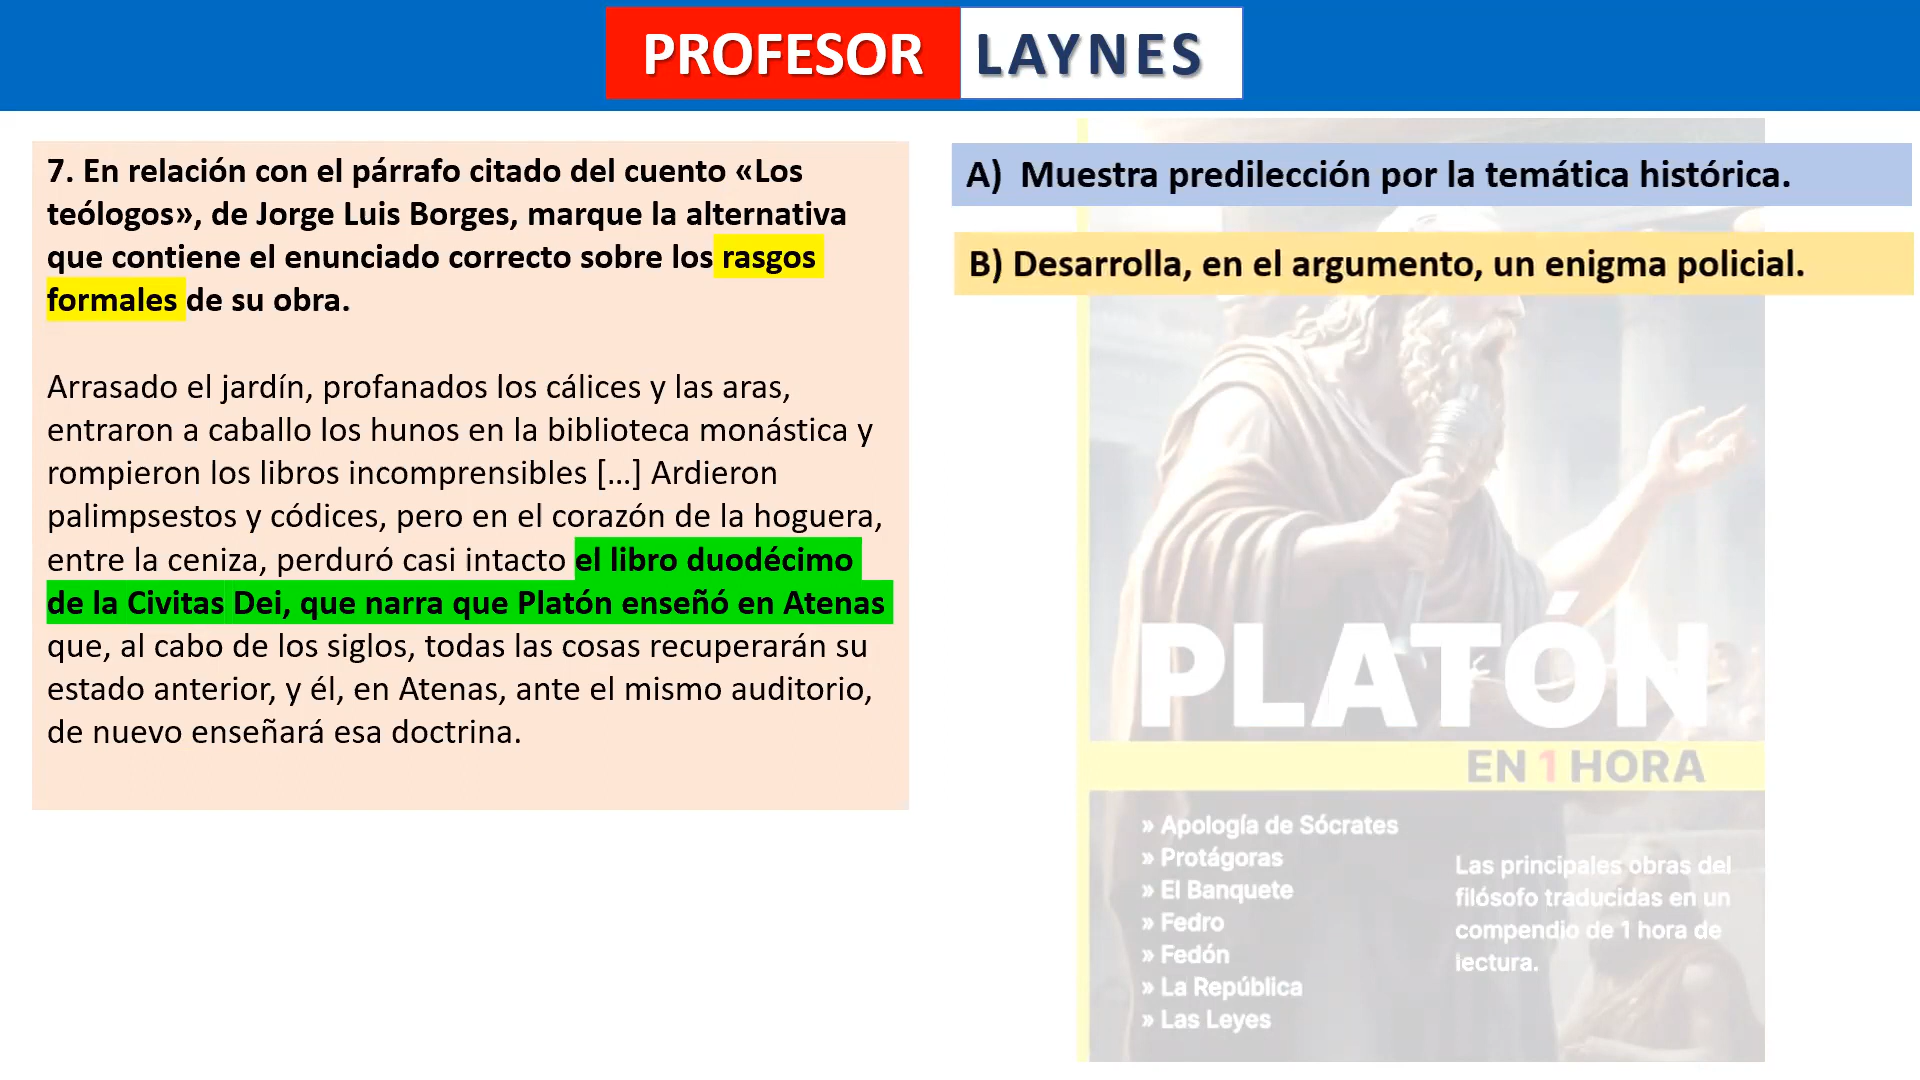 PROFESOR LAYNES
7. En relación con el párrafo citado del cuento «Los
teólogos», de Jorge Luis Borges, marque la alternativa
que contiene el enunciado correcto sobre los rasgos
formales de su obra.
Arrasado el jardín, profanados los cálices y las aras,
entraron a caballo los hunos en la biblioteca monástica y
rompieron los libros incomprensibles [...] Ardieron
palimpsestos y códices, pero en el corazón de la hoguera,
entre la ceniza, perduró casi intacto el libro duodécimo
de la Civitas Dei, que narra que Platón enseñó en Atenas
que, al cabo de los siglos, todas las cosas recuperarán su
estado anterior, y él, en Atenas, ante el mismo auditorio,
de nuevo enseñará esa doctrina.
A) Muestra predilección por la temática histórica.
B) Desarrolla, en el argumento, un enigma policial.
PLATÓN
EN 1 HORA
» Apología de Sócrates
» Protágoras
» El Banquete
» Fedro
» Fedón
» La República
» Las Leyes
Las principales obras del
filósofo traducidas en un
compendio de 1 hora de
lectura.